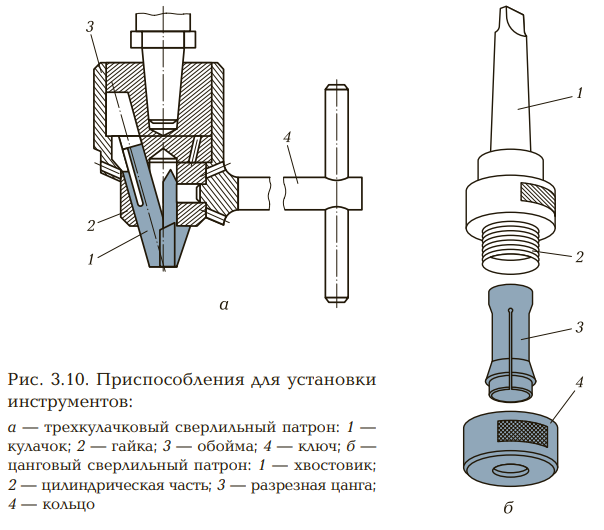 3
4
2
1
а
1
2
3
4
б
Рис. 3.10. Приспособления для установки
инструментов:
а — трехкулачковый сверлильный патрон: 1 —
кулачок; 2 — гайка; 3 — обойма; 4 — ключ; б —
цанговый сверлильный патрон: 1 — хвостовик;
2 — цилиндрическая часть; 3 — разрезная цанга;
4 — кольцо